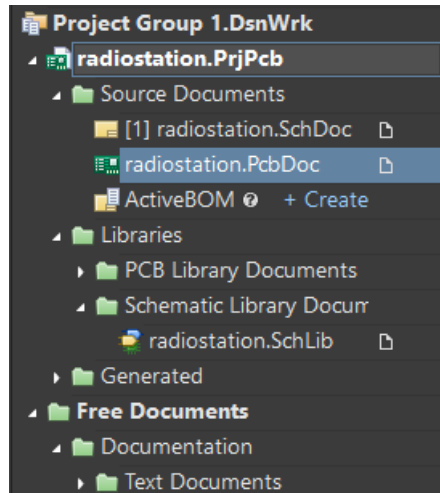 Project Group 1.DsnWrk
radiostation.PrjPcb
Source Documents
[1] radiostation.SchDoc
radiostation.PcbDoc
ActiveBOM ? + Create
Libraries
PCB Library Documents
Schematic Library Docum
radiostation.SchLib
Generated
Free Documents
Documentation
Text Documents